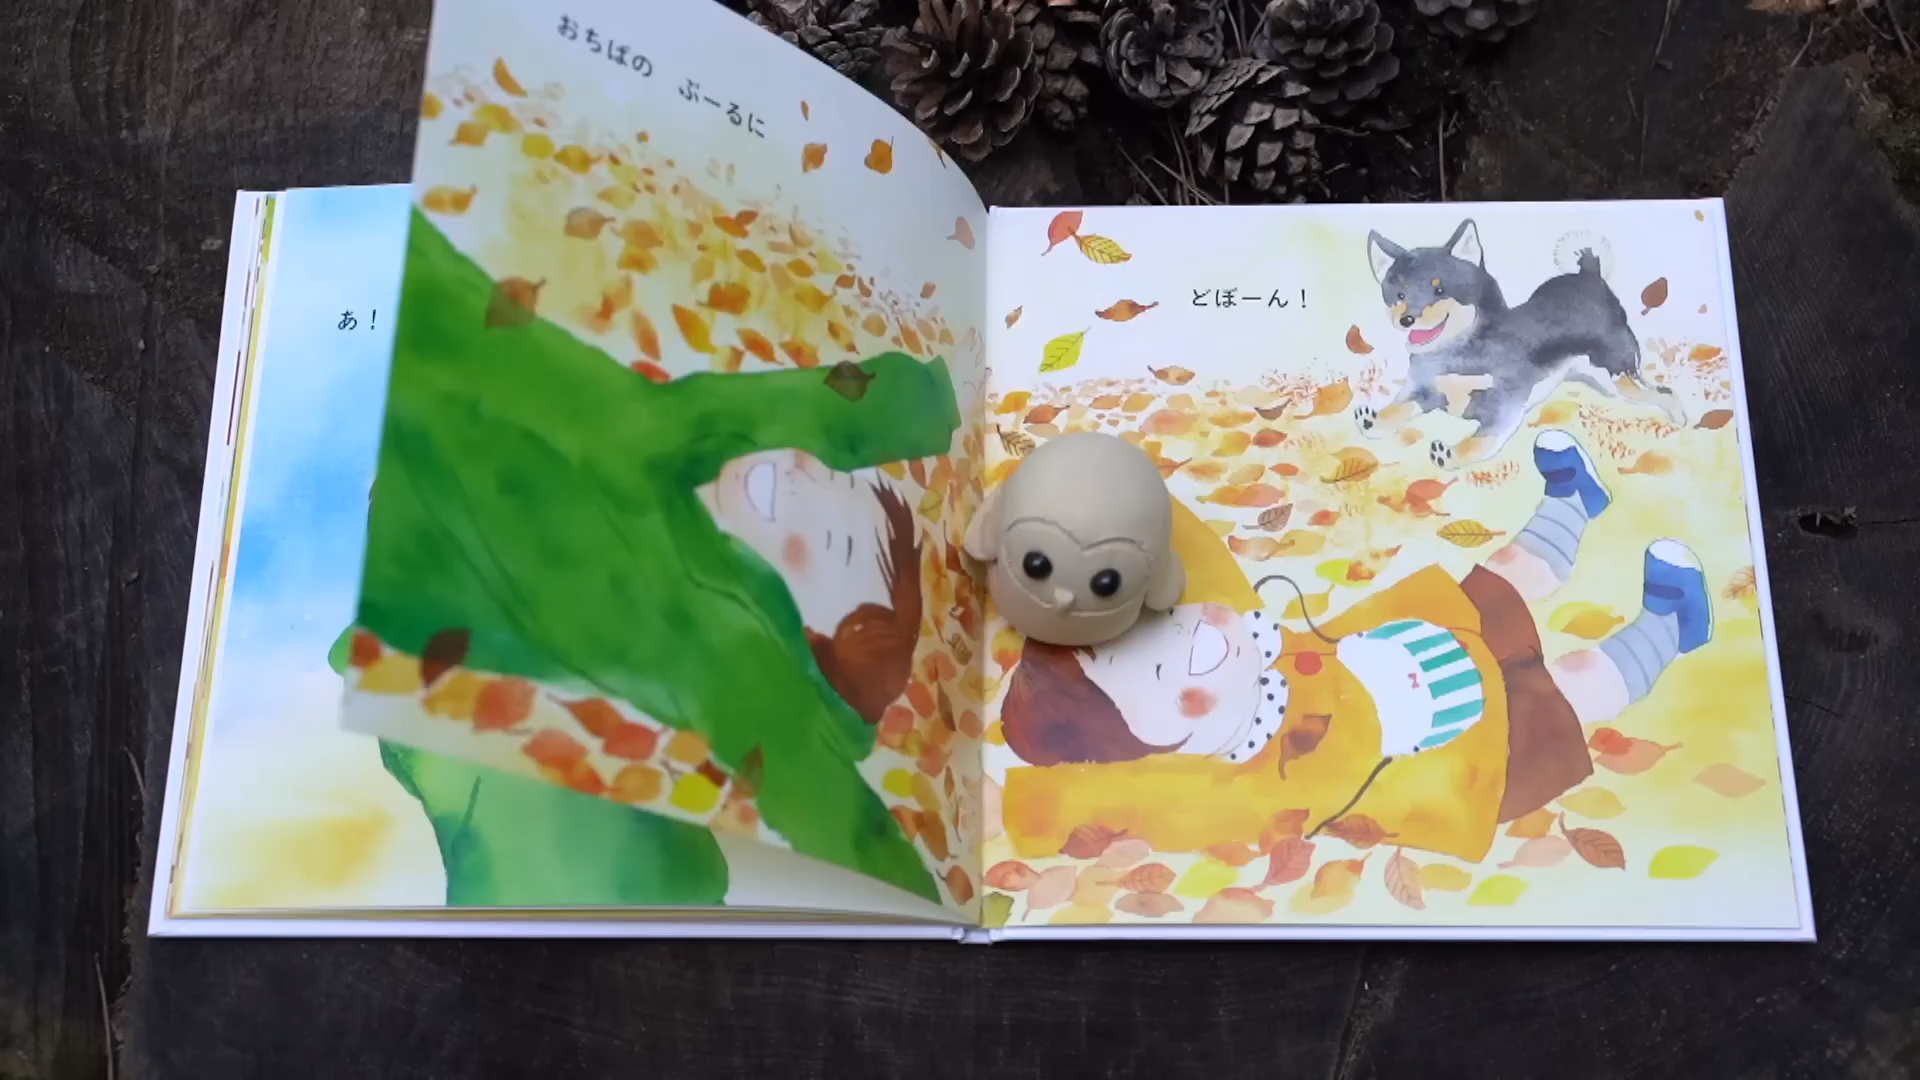 あ！
おちばの　ぷーるに
どぼーん！